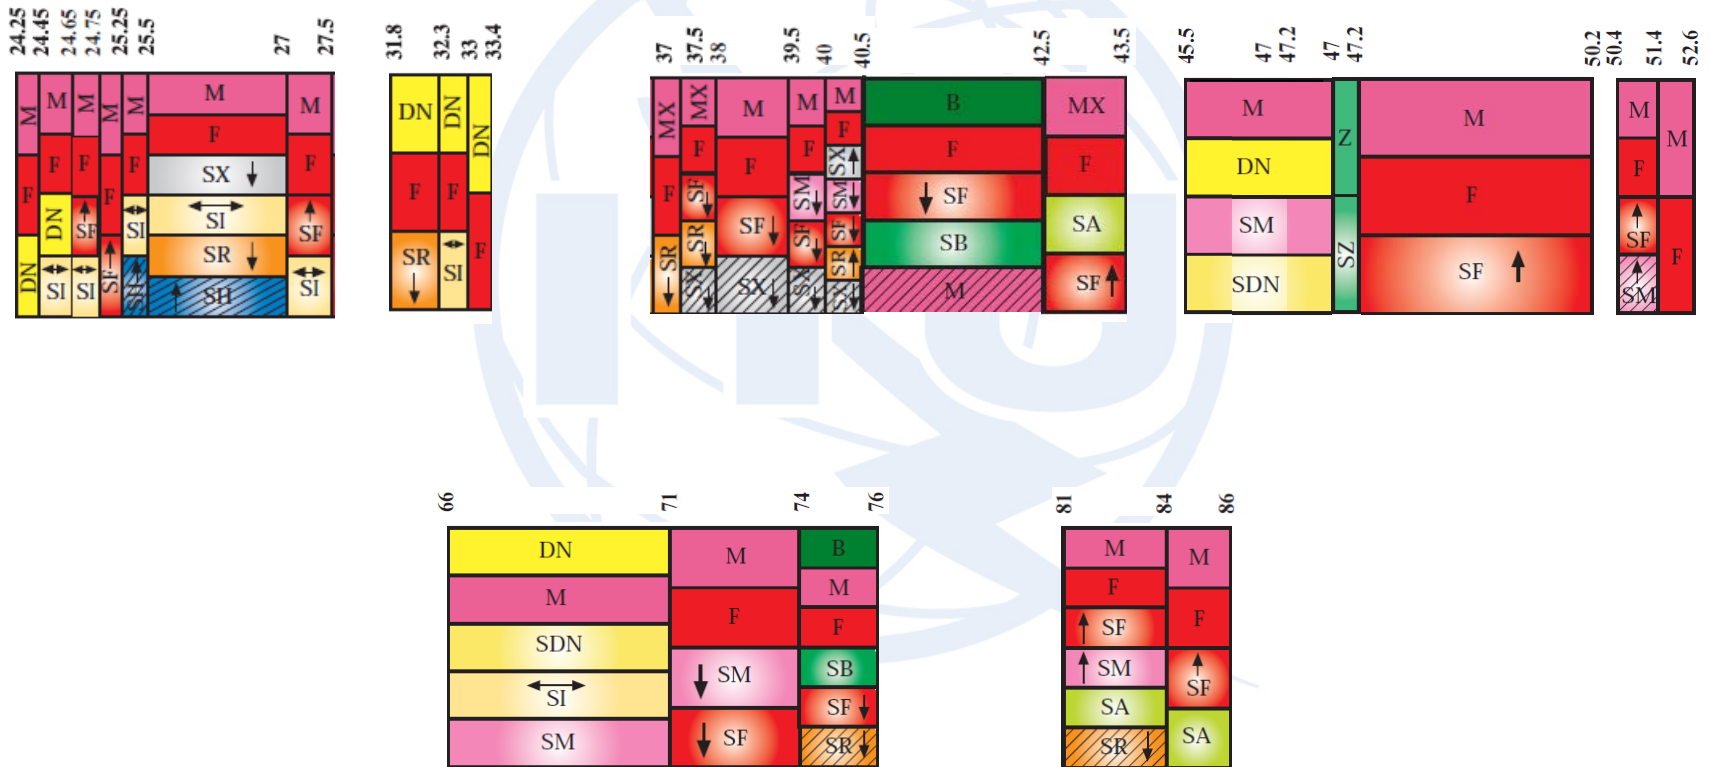 24.25
24.45
24.65
24.75
25.25
25.5
27
27.5
M
F
DN
M
F
DN
SI
M
F
SF
SI
M
F
SF
M
F
SI
SH
M
F
SX
SI
SR
SH
M
F
SF
SI
31.8
32.3
33
33.4
DN
F
SR
DN
F
SI
DN
F
37
37.5
38
39.5
40
40.5
42.5
43.5
MX
F
SR
MX
F
SF
SR
SX
M
F
SF
SX
M
F
SM
SF
SX
M
F
SX
SM
SF
SR
SX
B
F
SF
SB
M
MX
F
SA
SF
45.5
47
47.2
47
47.2
50.2
50.4
51.4
52.6
M
DN
SM
SDN
Z
SZ
M
F
SF
M
F
SF
SM
M
F
66
71
74
76
DN
M
SDN
SI
SM
M
F
SM
SF
B
M
F
SB
SF
SR
81
84
86
M
F
SF
SM
SA
SR
M
F
SF
SA